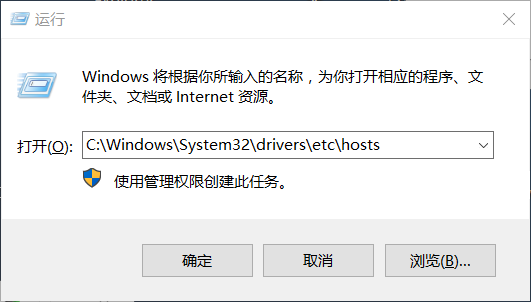 运行
Windows 将根据你所输入的名称，为你打开相应的程序、文
件夹、文档或 Internet 资源。
打开(O): C:\Windows\System32\drivers\etc\hosts
使用管理权限创建此任务。
确定 取消 浏览(B)...